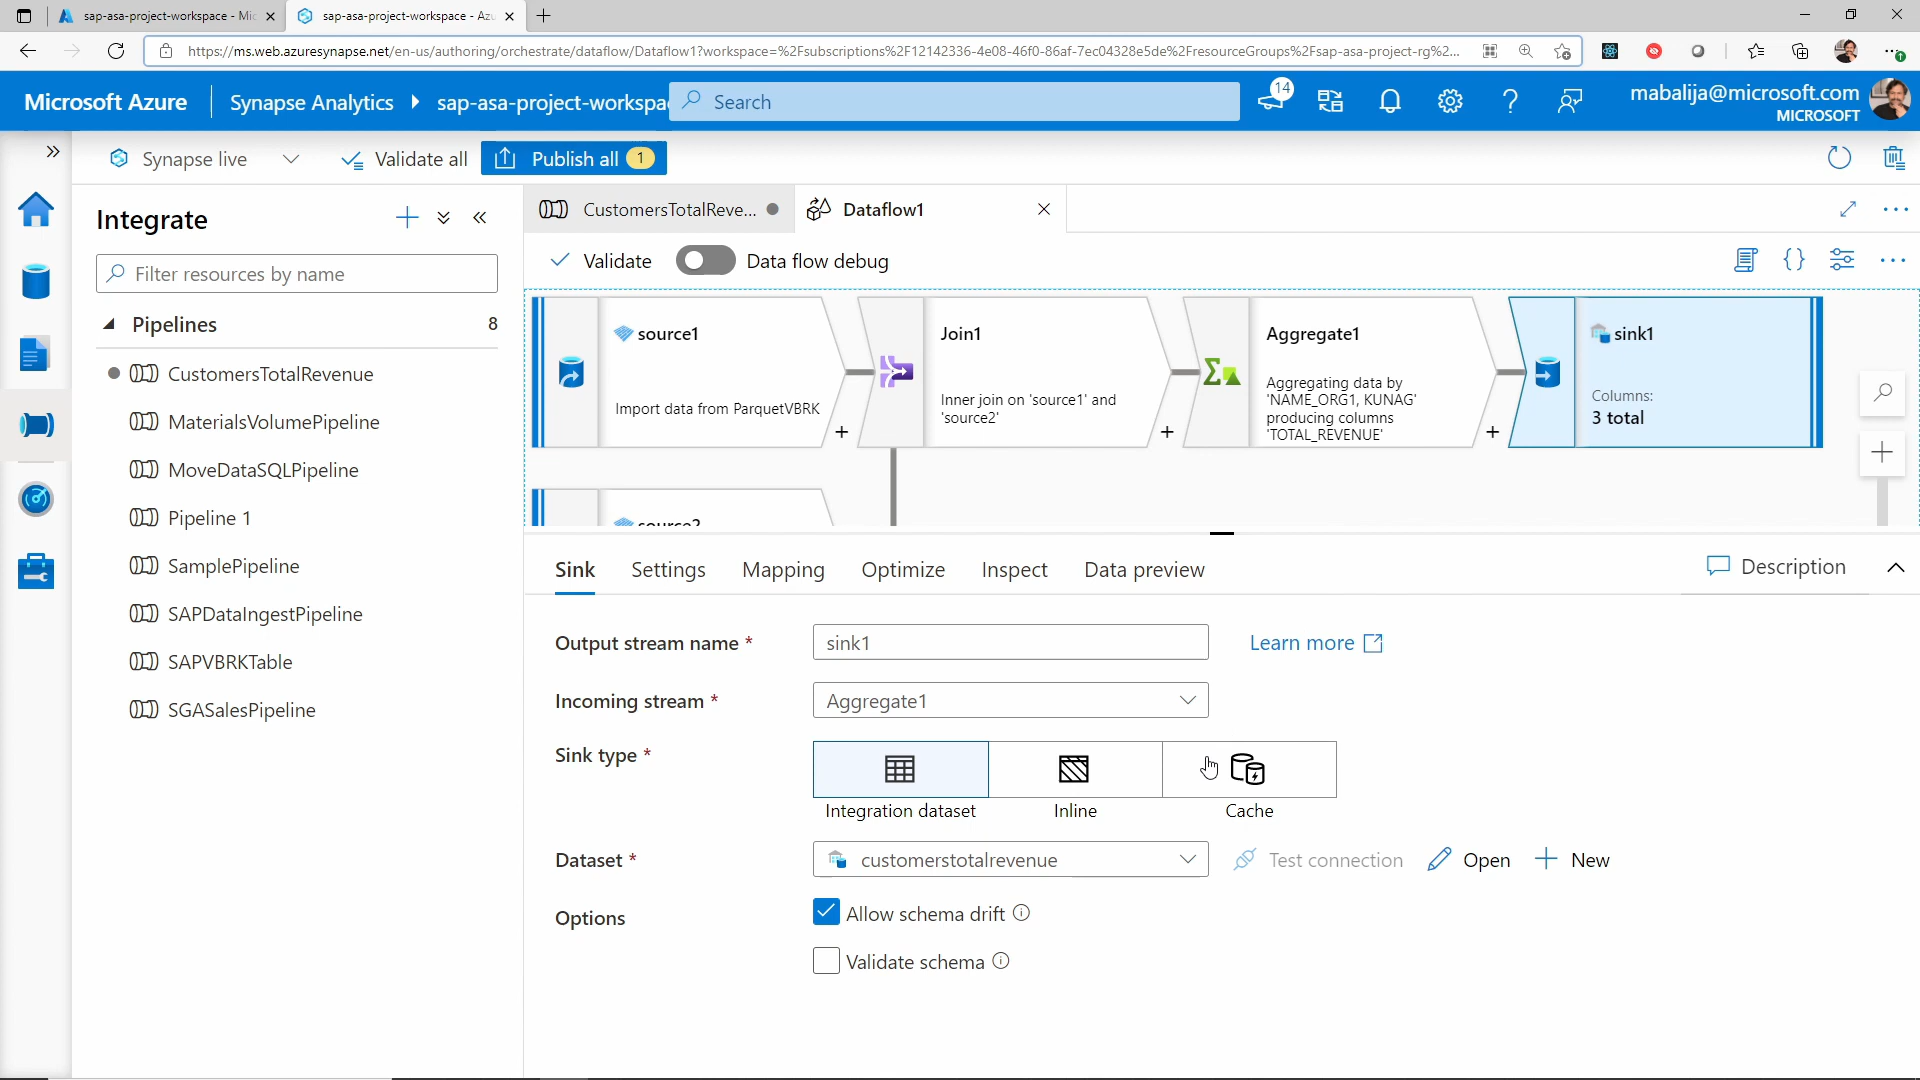 sap-asa-project-workspace - Mic
sap-asa-project-workspace - Azu
https://ms.web.azuresynapse.net/en-us/authoring/orchestrate/dataflow/Dataflow1?workspace=%2Fsubscriptions%2F12142336-4e08-46f0-86af-7ec04328e5de%2FresourceGroups%2Fsap-asa-project-rg%2...
Microsoft Azure
Synapse Analytics
sap-asa-project-workspac
Search
14
mabalija@microsoft.com
MICROSOFT
Synapse live
Validate all
Publish all 1
Integrate
Filter resources by name
Pipelines 8
CustomersTotalRevenue
MaterialsVolumePipeline
MoveDataSQLPipeline
Pipeline 1
SamplePipeline
SAPDataIngestPipeline
SAPVBRKTable
SGASalesPipeline
CustomersTotalReve...
Dataflow1
Validate
Data flow debug
source1
Import data from ParquetVBRK
Join1
Inner join on 'source1' and
'source2'
Aggregate1
Aggregating data by
'NAME_ORG1, KUNAG'
producing columns
'TOTAL_REVENUE'
sink1
Columns:
3 total
source2
Sink
Settings
Mapping
Optimize
Inspect
Data preview
Description
Output stream name *
sink1
Learn more
Incoming stream *
Aggregate1
Sink type *
Integration dataset
Inline
Cache
Dataset *
customerstotalrevenue
Test connection
Open
New
Options
Allow schema drift
Validate schema